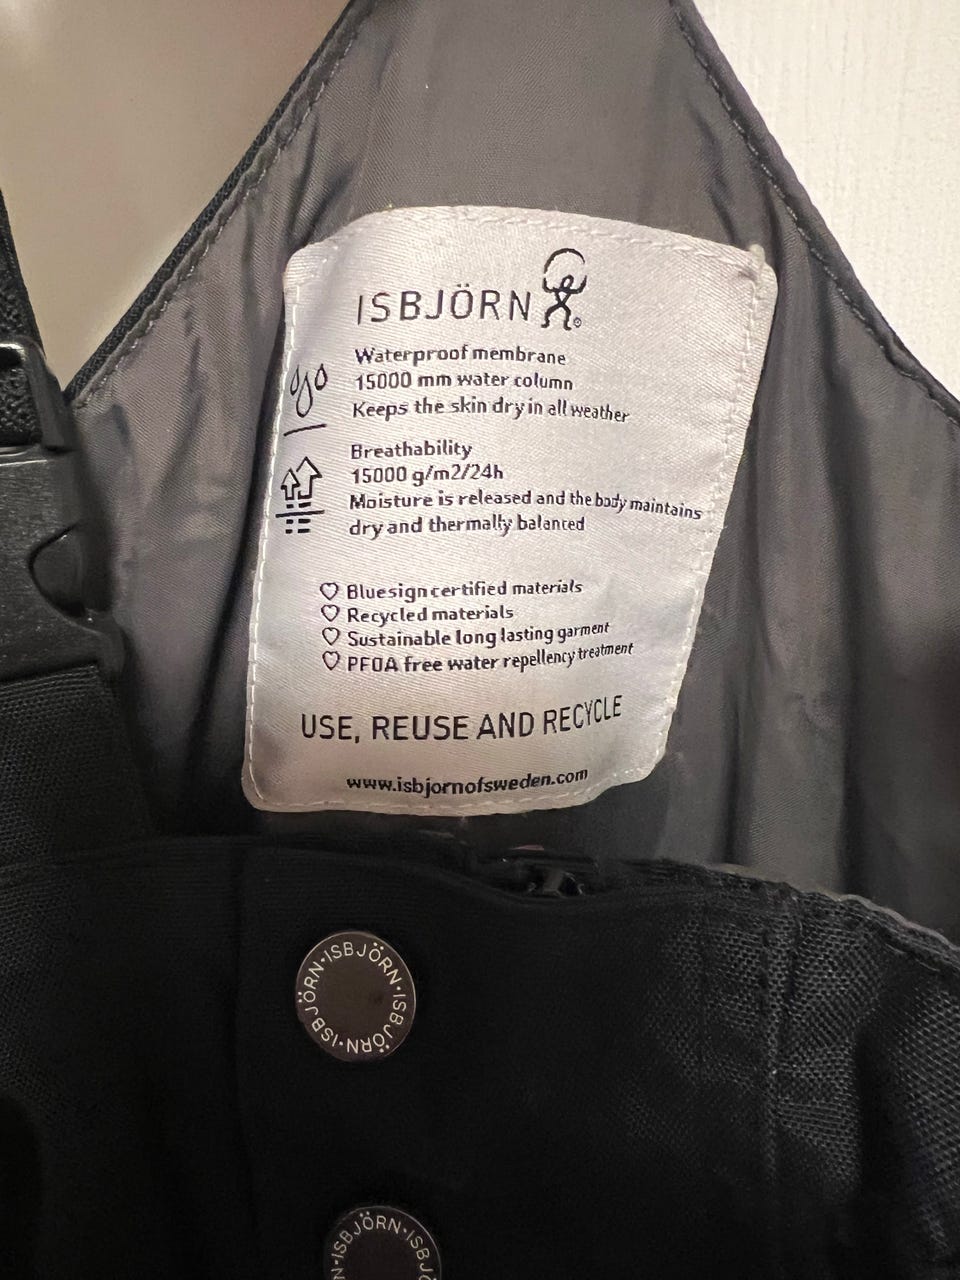 ISBJÖRN
Waterproof membrane
15000 mm water column
Keeps the skin dry in all weather
Breathability
15000 g/m2/24h
Moisture is released and the body maintains
dry and thermally balanced
Bluesign certified materials
Recycled materials
Sustainable long lasting garment
PFOA free water repellency treatment
USE, REUSE AND RECYCLE
www.isbjornofsweden.com
ISBJÖRN·ISBJÖRN·ISBJÖRN·
ISBJÖRN·ISB